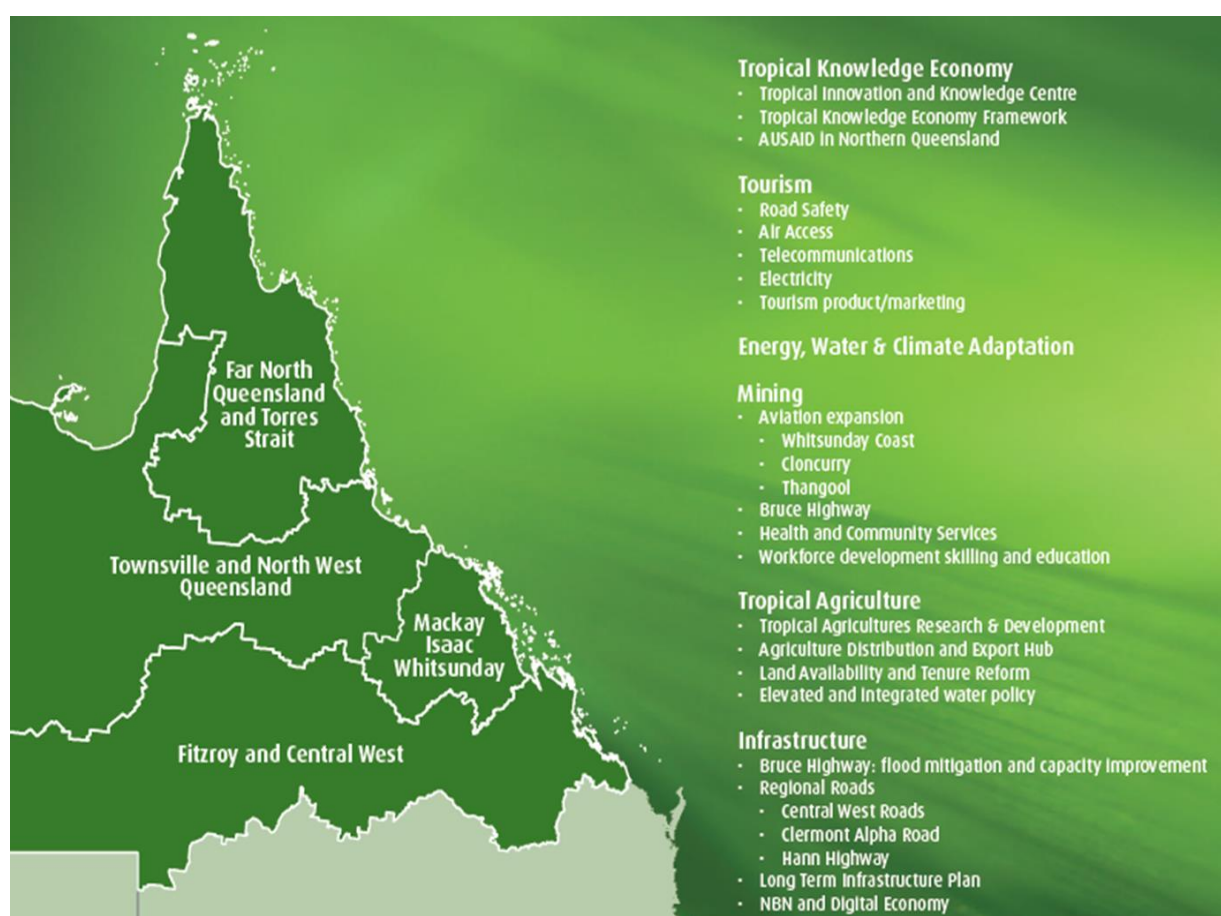 Far North
Queensland
and Torres
Strait
Townsville and North West
Queensland
Mackay
Isaac
Whitsunday
Fitzroy and Central West
Tropical Knowledge Economy
· Tropical Innovation and Knowledge Centre
· Tropical Knowledge Economy Framework
· AUSAID in Northern Queensland
Tourism
· Road Safety
· Air Access
· Telecommunications
· Electricity
· Tourism product/marketing
Energy, Water & Climate Adaptation
Mining
· Aviation expansion
· Whitsunday Coast
· Cloncurry
· Thangool
· Bruce Highway
· Health and Community Services
· Workforce development skilling and education
Tropical Agriculture
· Tropical Agricultures Research & Development
· Agriculture Distribution and Export Hub
· Land Availability and Tenure Reform
· Elevated and integrated water policy
Infrastructure
· Bruce Highway: flood mitigation and capacity improvement
· Regional Roads
· Central West Roads
· Clermont Alpha Road
· Hann Highway
· Long Term Infrastructure Plan
· NBN and Digital Economy